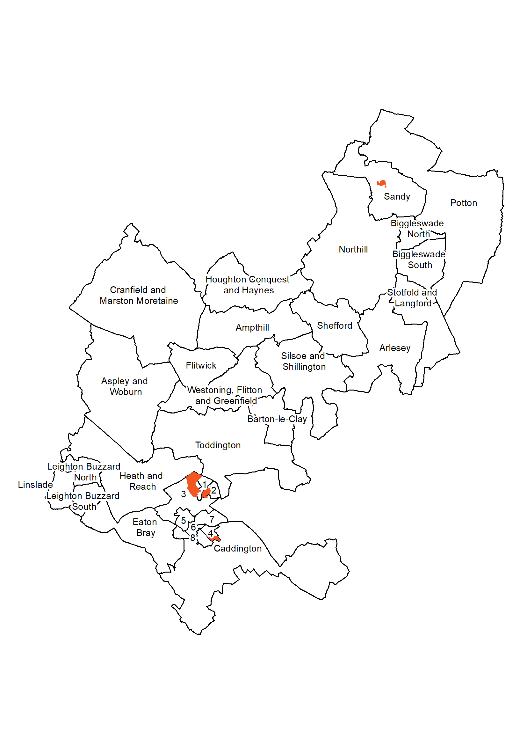 Sandy
Potton
Biggleswade
North
Northill
Biggleswade
South
Houghton Conquest
and Haynes
Cranfield and
Marston Moretaine
Stotfold and
Langford
Ampthill
Shefford
Arlesey
Silsoe and
Shillington
Flitwick
Aspley and
Woburn
Westoning, Flitton
and Greenfield
Barton-le-Clay
Toddington
Leighton Buzzard
North
Heath and
Reach
Linslade
Leighton Buzzard
South
1
2
3
Eaton
Bray
5
7
6
4
8
Caddington